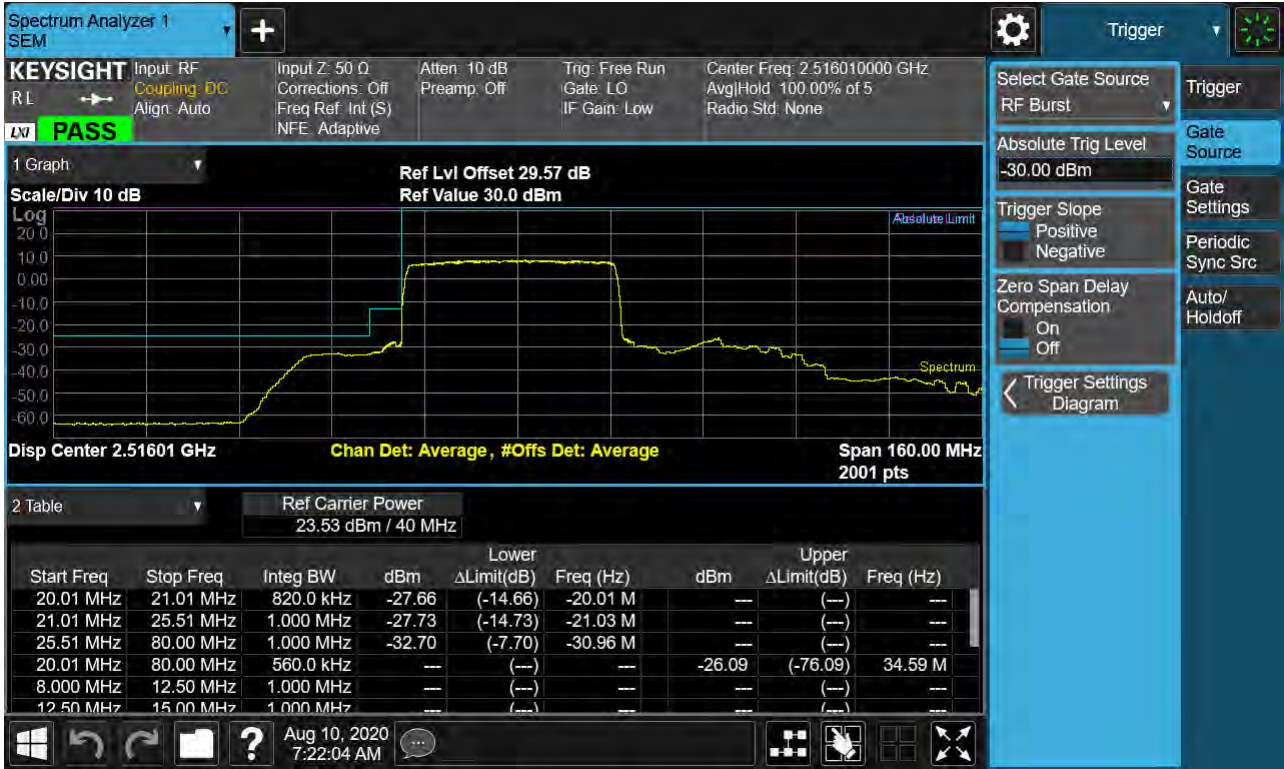 Spectrum Analyzer 1
SEM
Trigger
KEYSIGHT
R L
LXI
PASS
Input: RF
Coupling: DC
Align: Auto
Input Z: 50 Ω
Corrections: Off
Freq Ref: Int (S)
NFE: Adaptive
Atten: 10 dB
Preamp: Off
Trig: Free Run
Gate: LO
IF Gain: Low
Center Freq: 2.516010000 GHz
Avg|Hold: 100.00% of 5
Radio Std: None
1 Graph
Scale/Div 10 dB
Ref Lvl Offset 29.57 dB
Ref Value 30.0 dBm
Log
20.0
10.0
0.00
-10.0
-20.0
-30.0
-40.0
-50.0
-60.0
Absolute Limit
Spectrum
Disp Center 2.51601 GHz
Chan Det: Average, #Offs Det: Average
Span 160.00 MHz
2001 pts
2 Table
Ref Carrier Power
23.53 dBm / 40 MHz
Lower Upper
Start Freq Stop Freq Integ BW dBm ΔLimit(dB) Freq (Hz) dBm ΔLimit(dB) Freq (Hz)
20.01 MHz 21.01 MHz 820.0 kHz -27.66 (-14.66) -20.01 M --- (---) ---
21.01 MHz 25.51 MHz 1.000 MHz -27.73 (-14.73) -21.03 M --- (---) ---
25.51 MHz 80.00 MHz 1.000 MHz -32.70 (-7.70) -30.96 M --- (---) ---
20.01 MHz 80.00 MHz 560.0 kHz --- (---) --- -26.09 (-76.09) 34.59 M
8.000 MHz 12.50 MHz 1.000 MHz --- (---) --- --- (---) ---
12.50 MHz 15.00 MHz 1.000 MHz --- (---) --- --- (---) ---
Select Gate Source
RF Burst
Absolute Trig Level
-30.00 dBm
Trigger Slope
Positive
Negative
Zero Span Delay
Compensation
On
Off
Trigger Settings
Diagram
Trigger
Gate
Source
Gate
Settings
Periodic
Sync Src
Auto/
Holdoff
?
Aug 10, 2020
7:22:04 AM